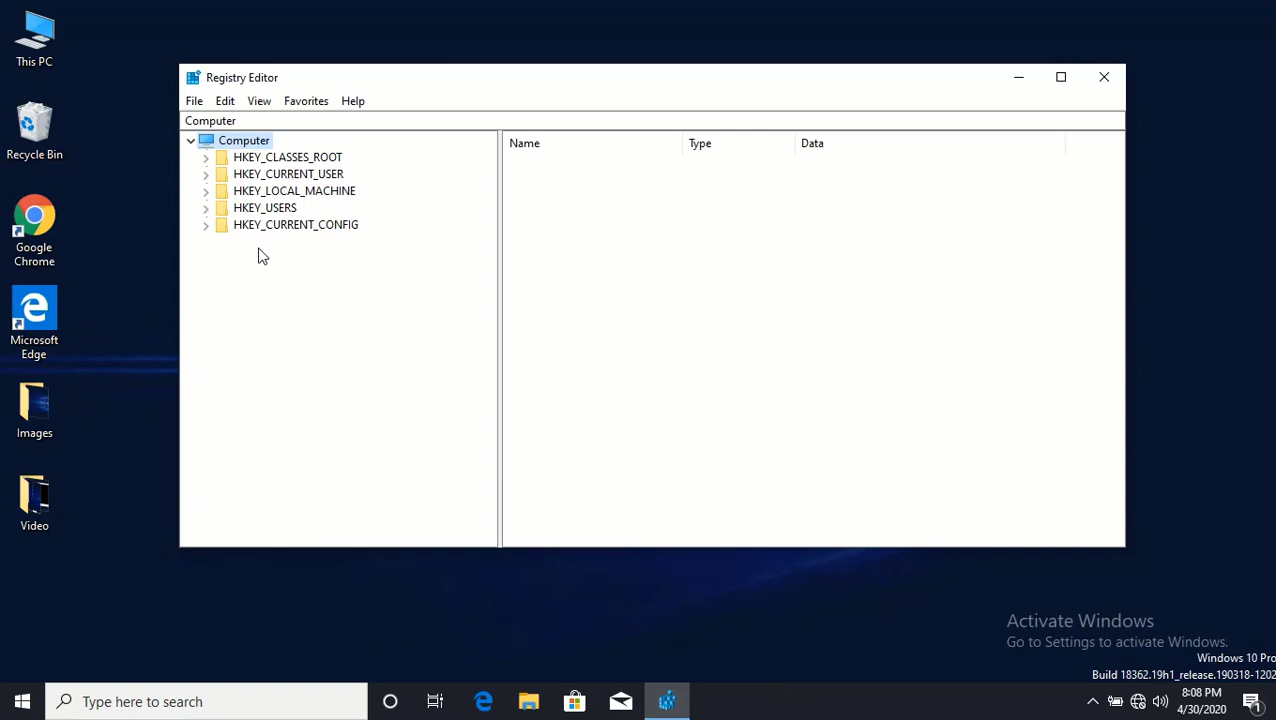 This PC
Recycle Bin
Google
Chrome
Microsoft
Edge
Images
Video
Registry Editor
File Edit View Favorites Help
Computer
Computer
HKEY_CLASSES_ROOT
HKEY_CURRENT_USER
HKEY_LOCAL_MACHINE
HKEY_USERS
HKEY_CURRENT_CONFIG
Name Type Data
Activate Windows
Go to Settings to activate Windows.
Windows 10 Pro
Build 18362.19h1_release.190318-1202
Type here to search
8:08 PM
4/30/2020
1